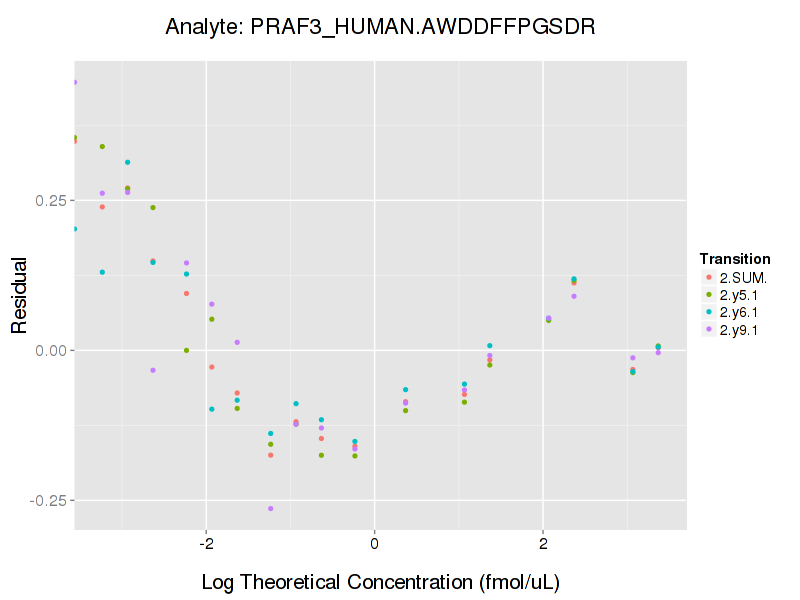 Analyte: PRAF3_HUMAN.AWDDFFPGSDR
Residual
0.25
0.00
-0.25
-2
0
2
Log Theoretical Concentration (fmol/uL)
Transition
2.SUM.
2.y5.1
2.y6.1
2.y9.1